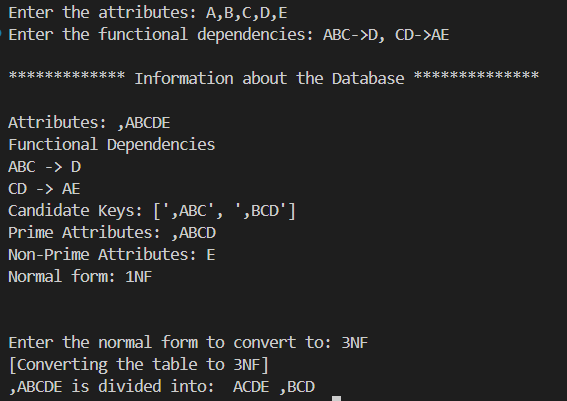 Enter the attributes: A,B,C,D,E
Enter the functional dependencies: ABC->D, CD->AE
************* Information about the Database **************
Attributes: ,ABCDE
Functional Dependencies
ABC -> D
CD -> AE
Candidate Keys: [',ABC', ',BCD']
Prime Attributes: ,ABCD
Non-Prime Attributes: E
Normal form: 1NF
Enter the normal form to convert to: 3NF
[Converting the table to 3NF]
,ABCDE is divided into:  ACDE ,BCD